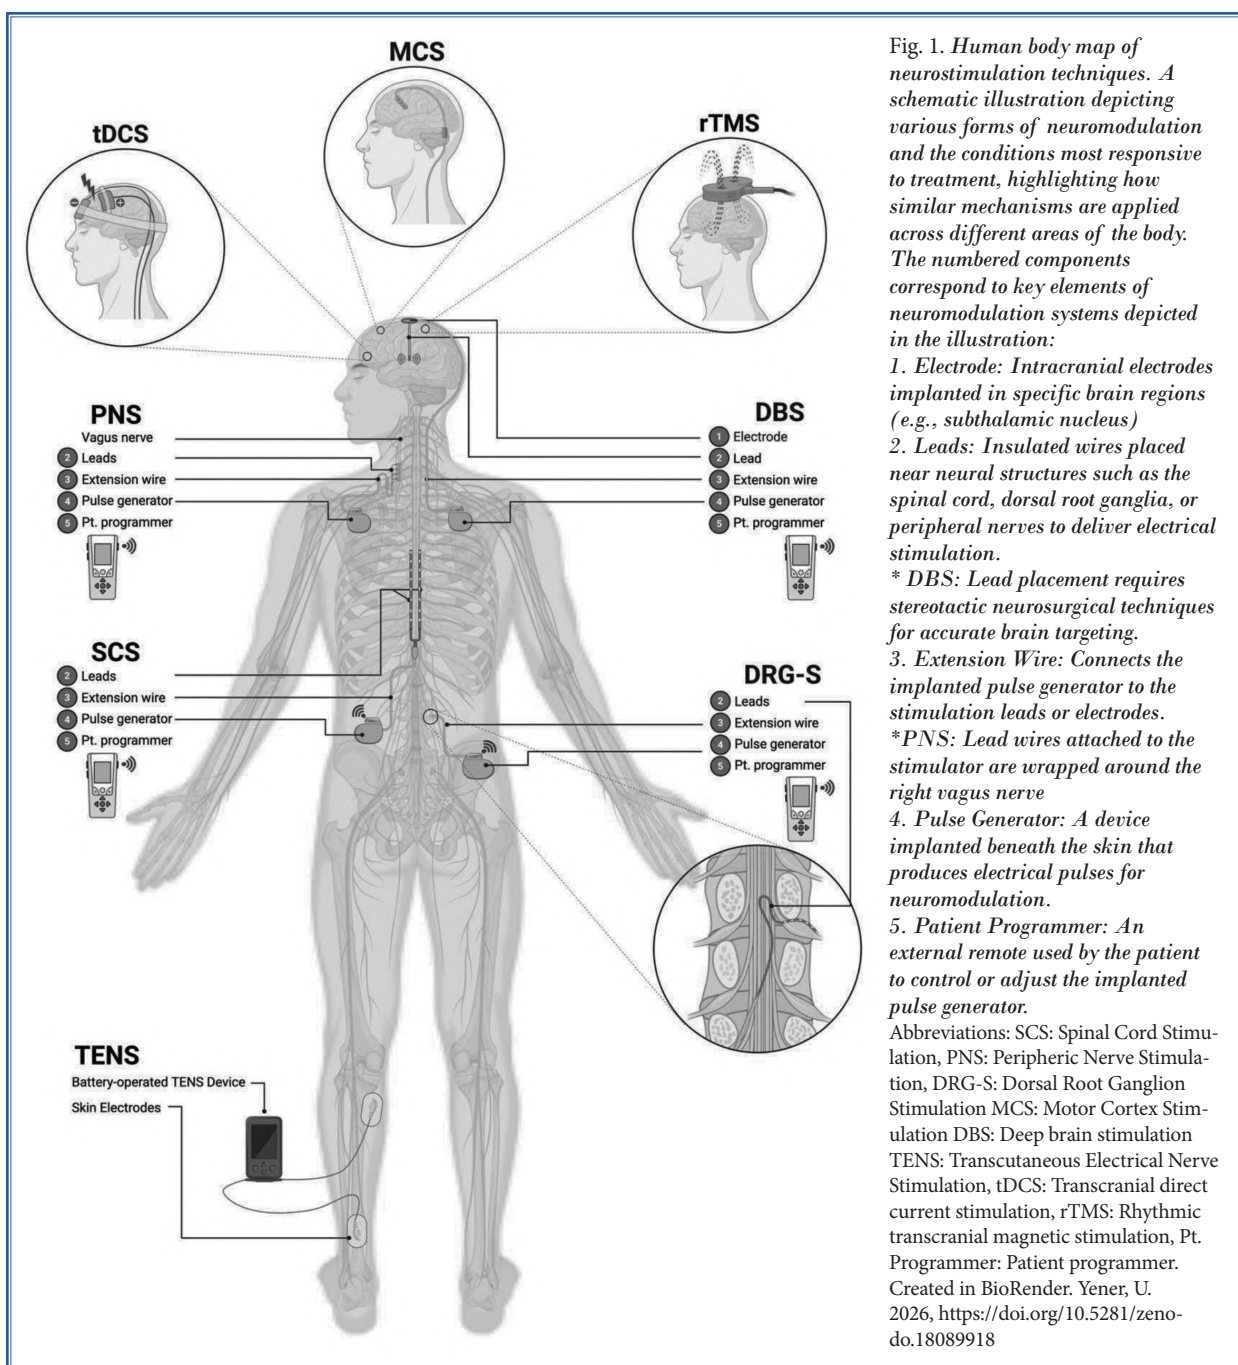 MCS
tDCS
rTMS
PNS
Vagus nerve
2 Leads
3 Extension wire
4 Pulse generator
5 Pt. programmer
DBS
1 Electrode
2 Lead
3 Extension wire
4 Pulse generator
5 Pt. programmer
SCS
2 Leads
3 Extension wire
4 Pulse generator
5 Pt. programmer
DRG-S
2 Leads
3 Extension wire
4 Pulse generator
5 Pt. programmer
TENS
Battery-operated TENS Device
Skin Electrodes
Fig. 1. Human body map of
neurostimulation techniques. A
schematic illustration depicting
various forms of neuromodulation
and the conditions most responsive
to treatment, highlighting how
similar mechanisms are applied
across different areas of the body.
The numbered components
correspond to key elements of
neuromodulation systems depicted
in the illustration:
1. Electrode: Intracranial electrodes
implanted in specific brain regions
(e.g., subthalamic nucleus)
2. Leads: Insulated wires placed
near neural structures such as the
spinal cord, dorsal root ganglia, or
peripheral nerves to deliver electrical
stimulation.
* DBS: Lead placement requires
stereotactic neurosurgical techniques
for accurate brain targeting.
3. Extension Wire: Connects the
implanted pulse generator to the
stimulation leads or electrodes.
*PNS: Lead wires attached to the
stimulator are wrapped around the
right vagus nerve
4. Pulse Generator: A device
implanted beneath the skin that
produces electrical pulses for
neuromodulation.
5. Patient Programmer: An
external remote used by the patient
to control or adjust the implanted
pulse generator.
Abbreviations: SCS: Spinal Cord Stimu-
lation, PNS: Peripheric Nerve Stimula-
tion, DRG-S: Dorsal Root Ganglion
Stimulation MCS: Motor Cortex Stim-
ulation DBS: Deep brain stimulation
TENS: Transcutaneous Electrical Nerve
Stimulation, tDCS: Transcranial direct
current stimulation, rTMS: Rhythmic
transcranial magnetic stimulation, Pt.
Programmer: Patient programmer.
Created in BioRender. Yener, U.
2026, https://doi.org/10.5281/zeno-
do.18089918